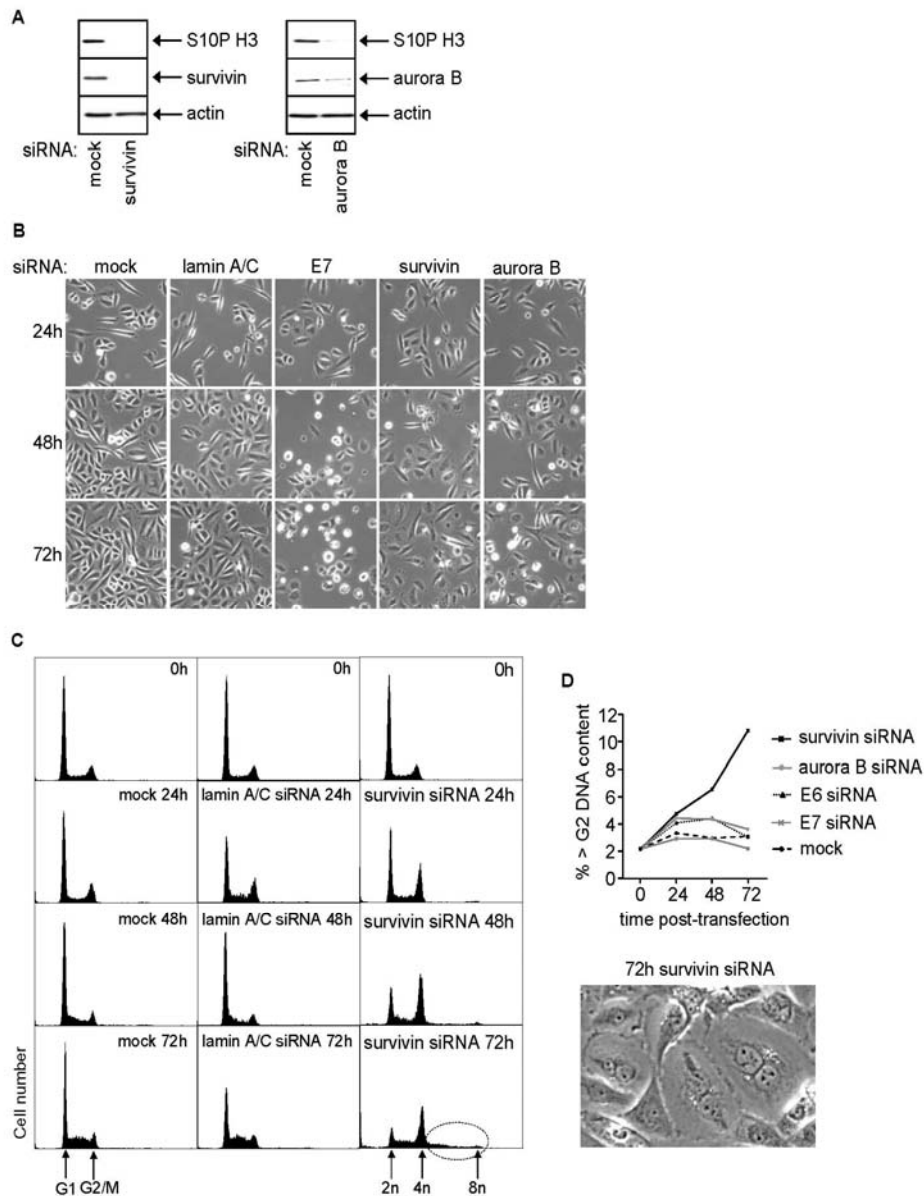 A
S10P H3
survivin
actin
siRNA:
mock
survivin
S10P H3
aurora B
actin
siRNA:
mock
aurora B
B
siRNA: mock lamin A/C E7 survivin aurora B
24h
48h
72h
C
0h 0h 0h
mock 24h lamin A/C siRNA 24h survivin siRNA 24h
mock 48h lamin A/C siRNA 48h survivin siRNA 48h
mock 72h lamin A/C siRNA 72h survivin siRNA 72h
Cell number
G1 G2/M 2n 4n 8n
D
% > G2 DNA content
12
10
8
6
4
2
0
0 24 48 72
time post-transfection
survivin siRNA
aurora B siRNA
E6 siRNA
E7 siRNA
mock
72h survivin siRNA